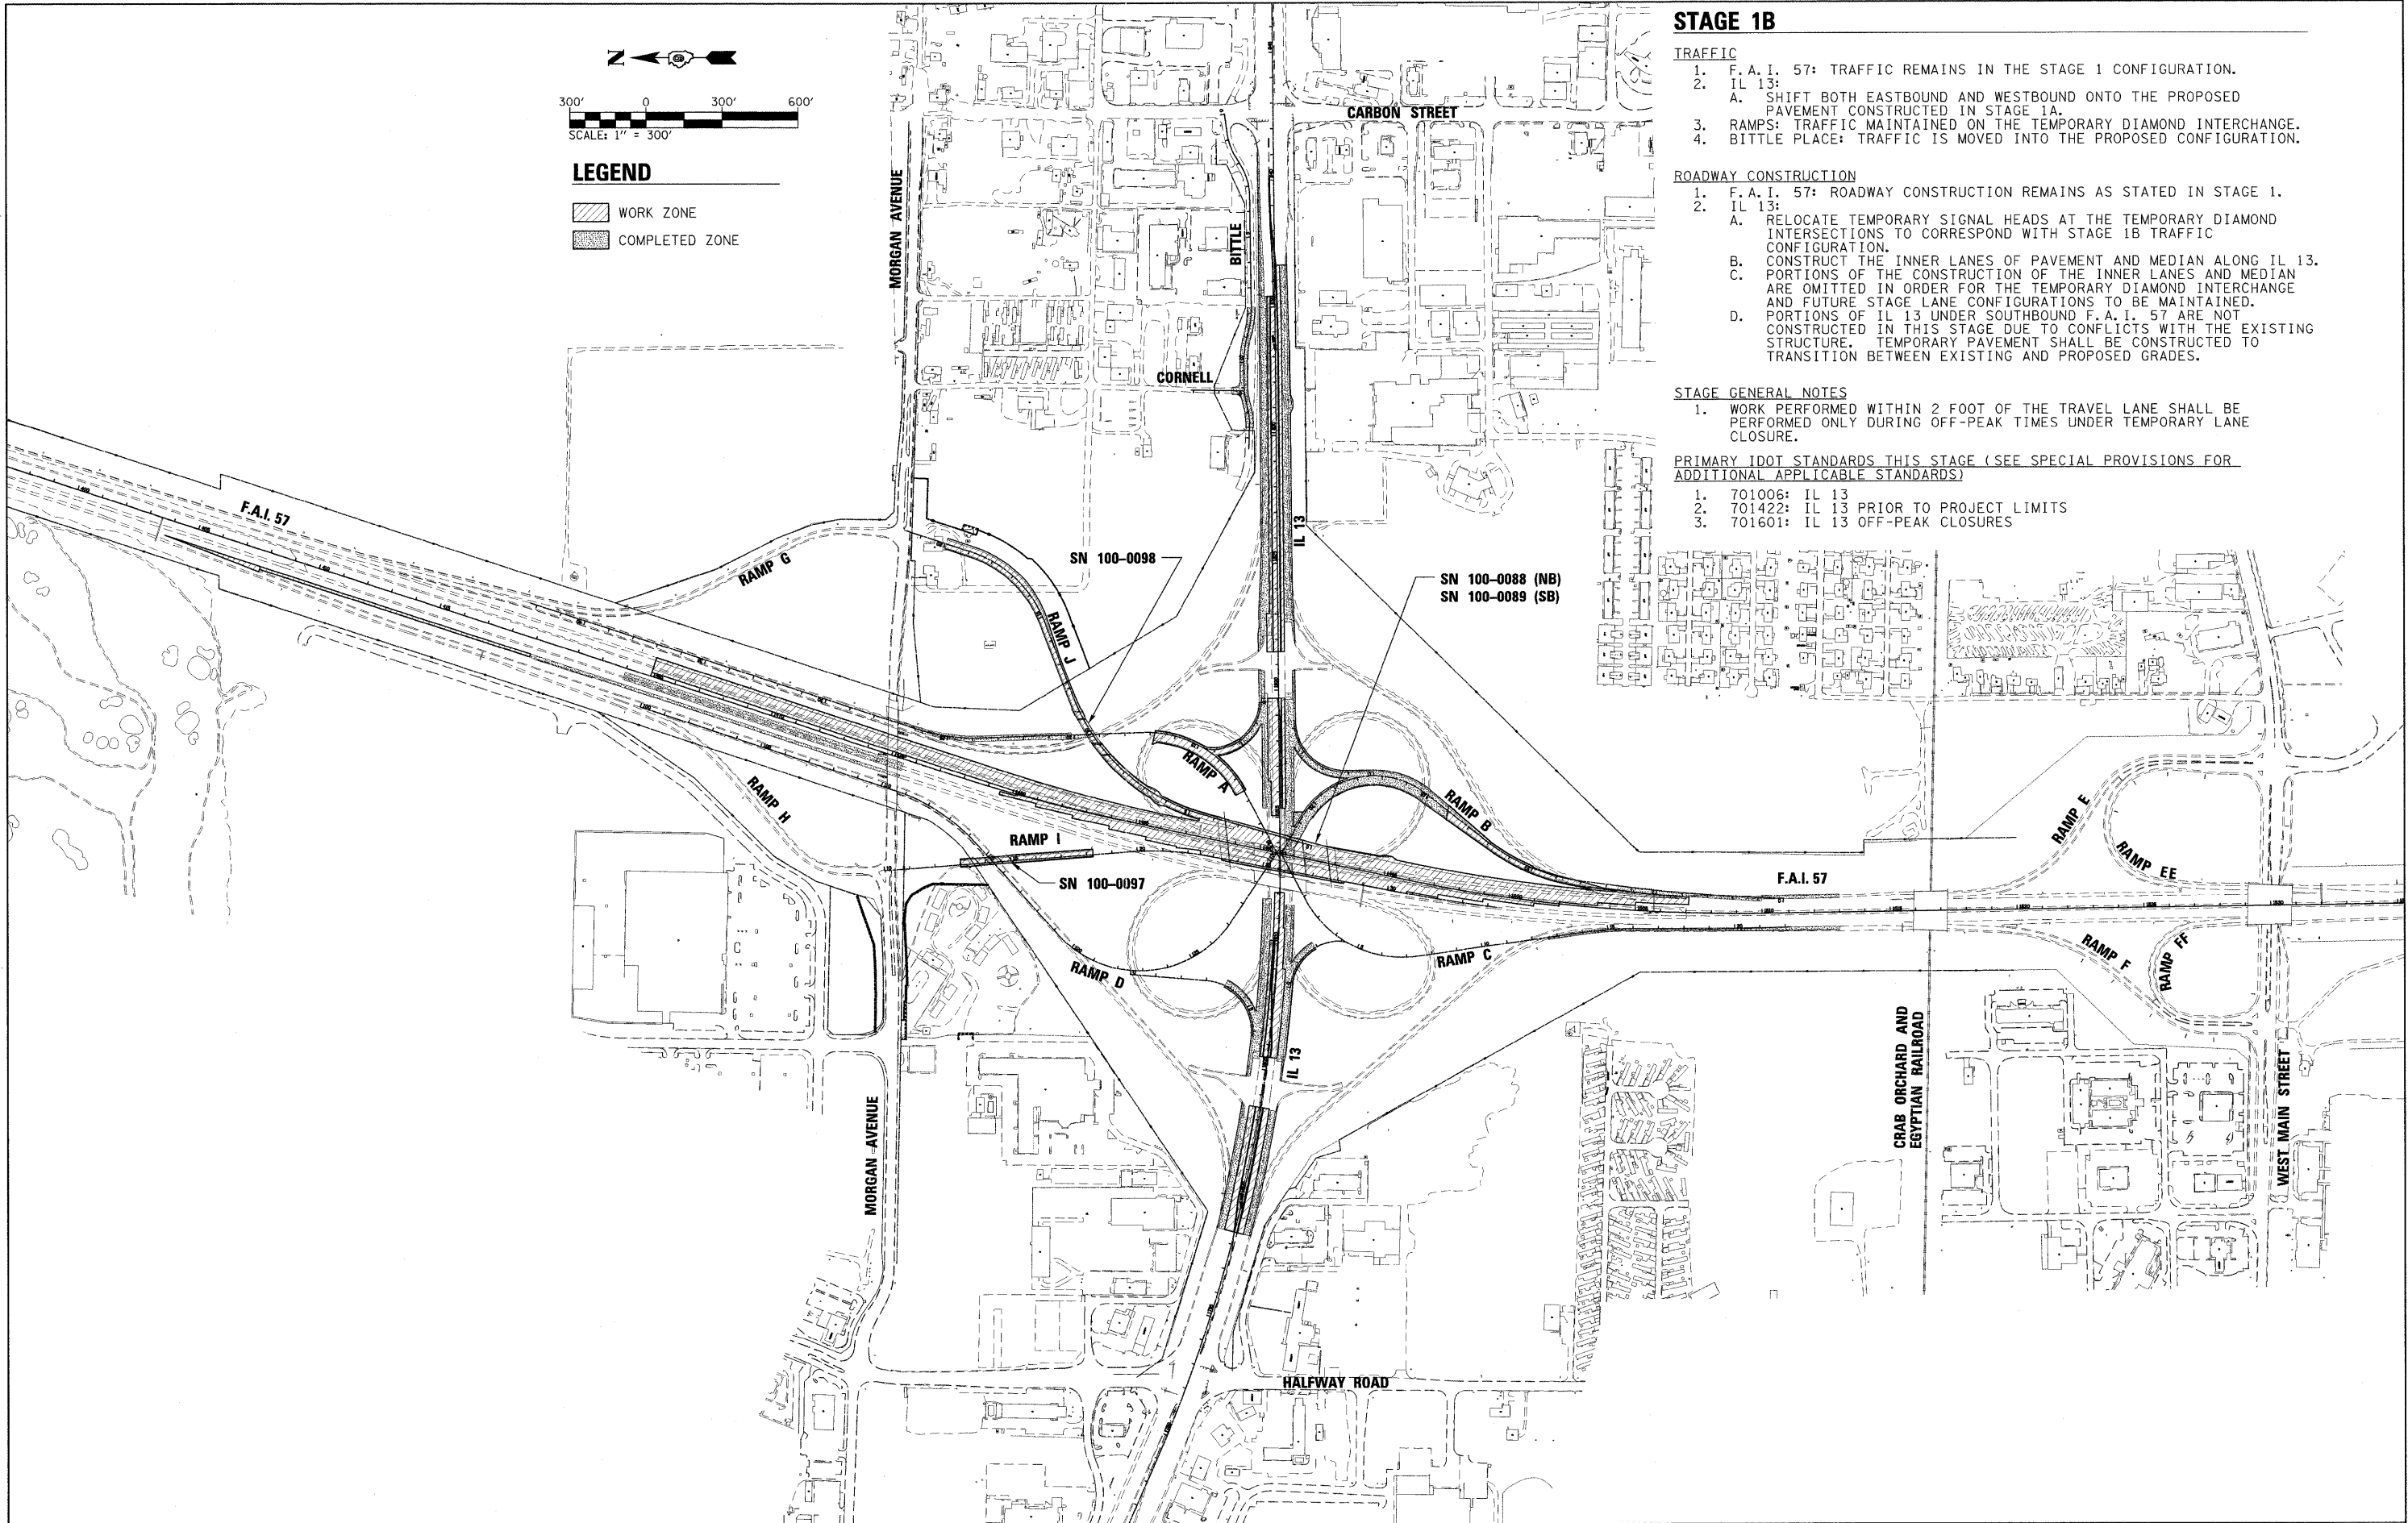 STAGE 1B
TRAFFIC
1. F.A.I. 57: TRAFFIC REMAINS IN THE STAGE 1 CONFIGURATION.
2. IL 13:
A. SHIFT BOTH EASTBOUND AND WESTBOUND ONTO THE PROPOSED
PAVEMENT CONSTRUCTED IN STAGE 1A.
3. RAMPS: TRAFFIC MAINTAINED ON THE TEMPORARY DIAMOND INTERCHANGE.
4. BITTLE PLACE: TRAFFIC IS MOVED INTO THE PROPOSED CONFIGURATION.
ROADWAY CONSTRUCTION
1. F.A.I. 57: ROADWAY CONSTRUCTION REMAINS AS STATED IN STAGE 1.
2. IL 13:
A. RELOCATE TEMPORARY SIGNAL HEADS AT THE TEMPORARY DIAMOND
INTERSECTIONS TO CORRESPOND WITH STAGE 1B TRAFFIC
CONFIGURATION.
B. CONSTRUCT THE INNER LANES OF PAVEMENT AND MEDIAN ALONG IL 13.
C. PORTIONS OF THE CONSTRUCTION OF THE INNER LANES AND MEDIAN
ARE OMITTED IN ORDER FOR THE TEMPORARY DIAMOND INTERCHANGE
AND FUTURE STAGE LANE CONFIGURATIONS TO BE MAINTAINED.
D. PORTIONS OF IL 13 UNDER SOUTHBOUND F.A.I. 57 ARE NOT
CONSTRUCTED IN THIS STAGE DUE TO CONFLICTS WITH THE EXISTING
STRUCTURE. TEMPORARY PAVEMENT SHALL BE CONSTRUCTED TO
TRANSITION BETWEEN EXISTING AND PROPOSED GRADES.
STAGE GENERAL NOTES
1. WORK PERFORMED WITHIN 2 FOOT OF THE TRAVEL LANE SHALL BE
PERFORMED ONLY DURING OFF-PEAK TIMES UNDER TEMPORARY LANE
CLOSURE.
PRIMARY IDOT STANDARDS THIS STAGE (SEE SPECIAL PROVISIONS FOR
ADDITIONAL APPLICABLE STANDARDS)
1. 701006: IL 13
2. 701422: IL 13 PRIOR TO PROJECT LIMITS
3. 701601: IL 13 OFF-PEAK CLOSURES
N
300' 0 300' 600'
SCALE: 1" = 300'
LEGEND
WORK ZONE
COMPLETED ZONE
MORGAN AVENUE
CARBON STREET
BITTLE
CORNELL
F.A.I. 57
RAMP G
SN 100-0098
IL 13
SN 100-0088 (NB)
SN 100-0089 (SB)
RAMP J
RAMP A
RAMP H
RAMP B
RAMP I
SN 100-0097
RAMP E
RAMP EE
F.A.I. 57
RAMP D
RAMP C
RAMP F
RAMP FF
IL 13
MORGAN AVENUE
CRAB ORCHARD AND
EGYPTIAN RAILROAD
WEST MAIN STREET
HALFWAY ROAD